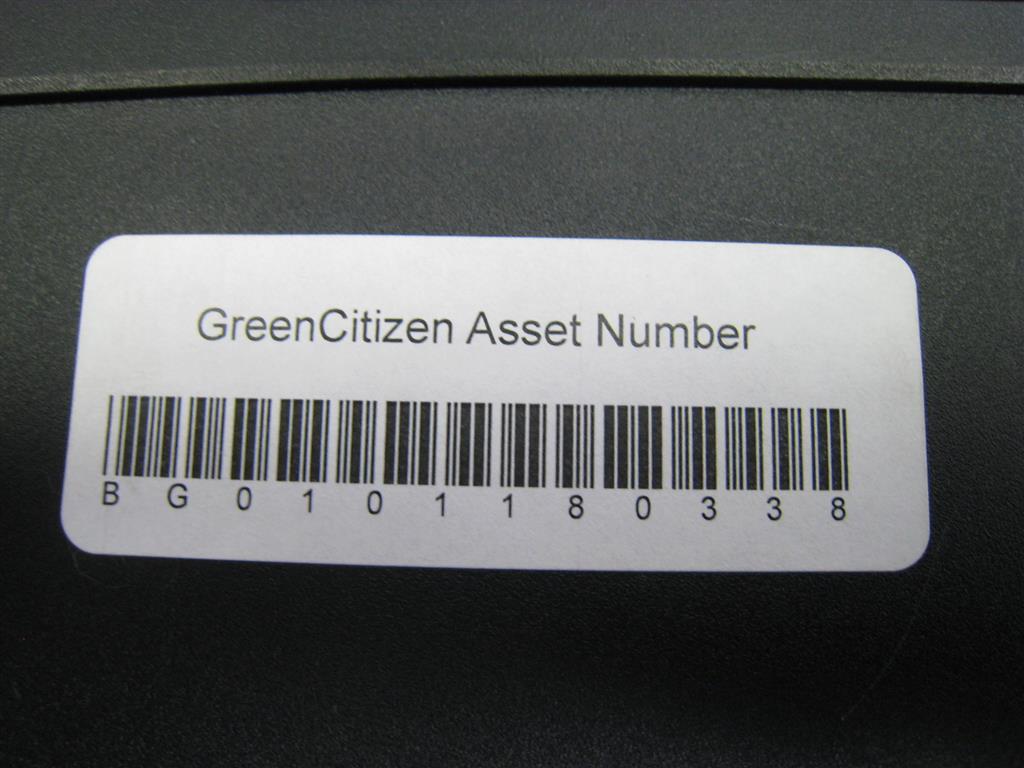 GreenCitizen Asset Number
B G 0 1 0 1 1 8 0 3 3 8